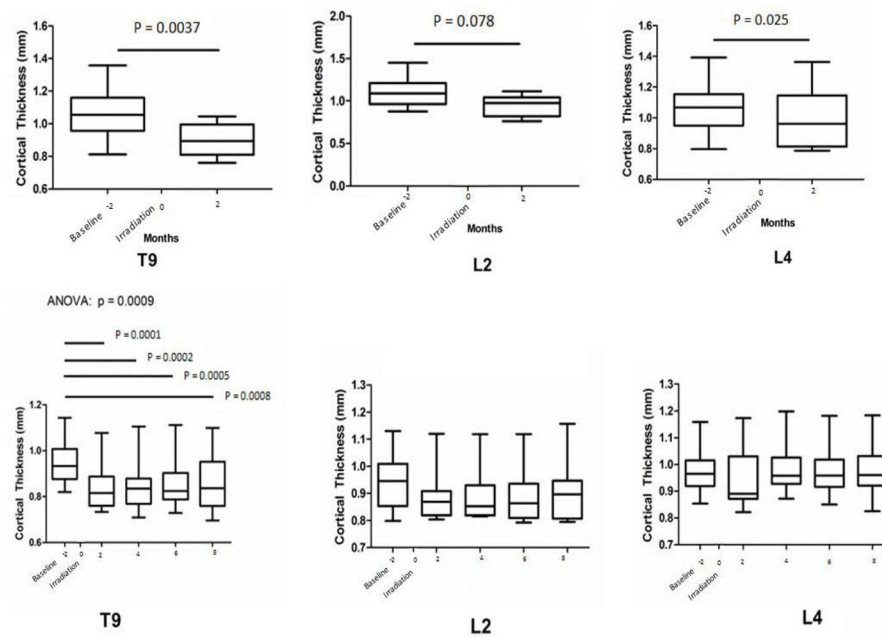 P = 0.0037
Cortical Thickness (mm)
1.6
1.4
1.2
1.0
0.8
0.6
-2
0
2
Baseline
Irradiation
Months
T9
P = 0.078
Cortical Thickness (mm)
2.0
1.5
1.0
0.5
0.0
-2
0
2
Baseline
Irradiation
Months
L2
P = 0.025
Cortical Thickness (mm)
1.6
1.4
1.2
1.0
0.8
0.6
-2
0
2
Baseline
Irradiation
Months
L4
ANOVA: p = 0.0009
P = 0.0001
P = 0.0002
P = 0.0005
P = 0.0008
Cortical Thickness (mm)
1.2
1.0
0.8
0.6
-2
0
2
4
6
8
Baseline
Irradiation
T9
Cortical Thickness (mm)
1.3
1.2
1.1
1.0
0.9
0.8
0.7
-2
0
2
4
6
8
Baseline
Irradiation
L2
Cortical Thickness (mm)
1.3
1.2
1.1
1.0
0.9
0.8
0.7
-2
0
2
4
6
8
Baseline
Irradiation
L4